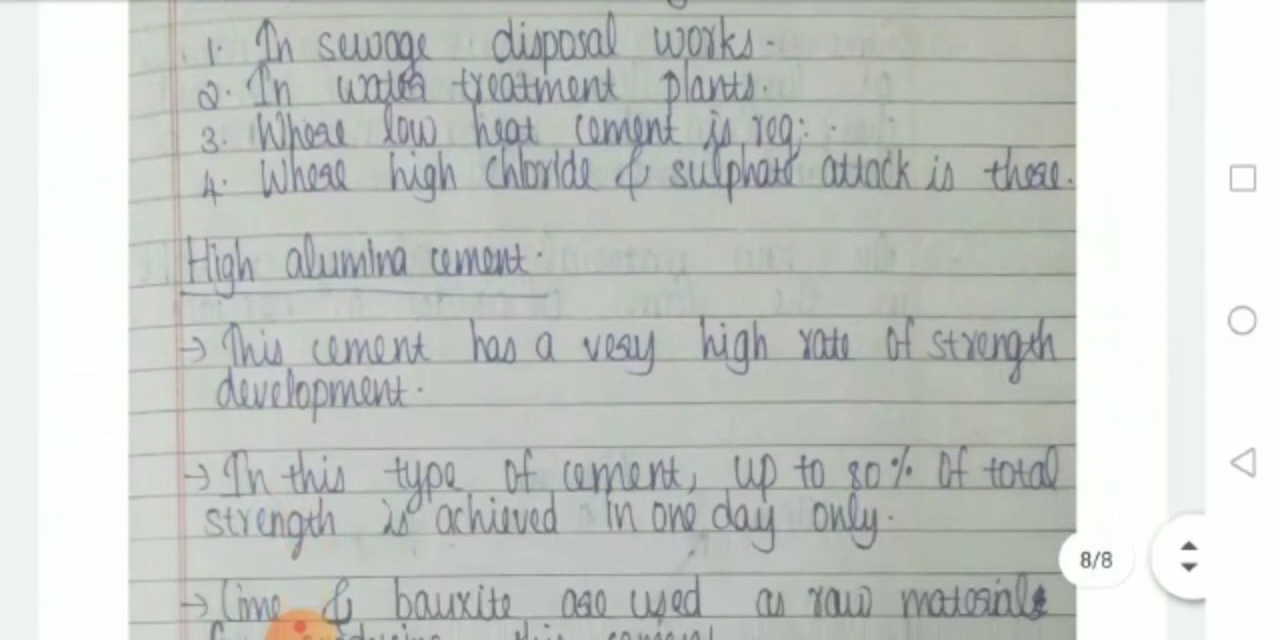 1. In sewage disposal works.
2. In water treatment plants.
3. Where low heat cement is req.
4. Where high chloride & sulphate attack is there.
High alumina cement.
→ This cement has a very high rate of strength
development.
→ In this type of cement, up to 80% of total
strength is achieved in one day only.
8/8
→ Lime & bauxite are used as raw materials
producing this cement